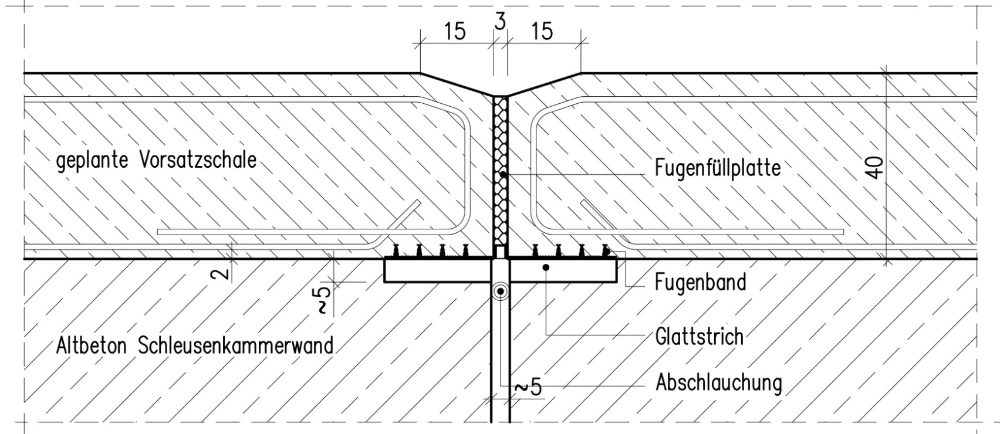 3
15
15
geplante Vorsatzschale
Fugenfüllplatte
40
2
~5
Fugenband
Altbeton Schleusenkammerwand
Glattstrich
Abschlauchung
~5